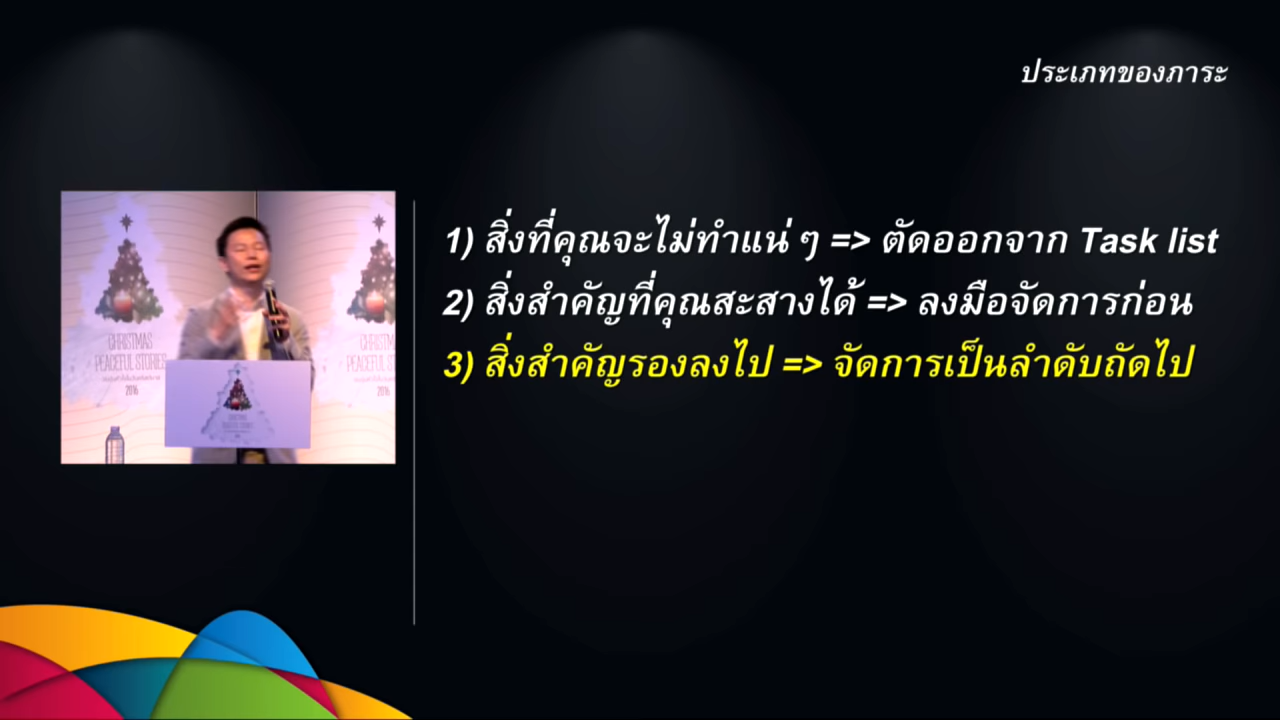 ประเภทของภาระ
1) สิ่งที่คุณจะไม่ทำแน่ ๆ => ตัดออกจาก Task list
2) สิ่งสำคัญที่คุณสะสางได้ => ลงมือจัดการก่อน
3) สิ่งสำคัญรองลงไป => จัดการเป็นลำดับถัดไป
CHRISTMAS
PEACEFUL STORIES
2016